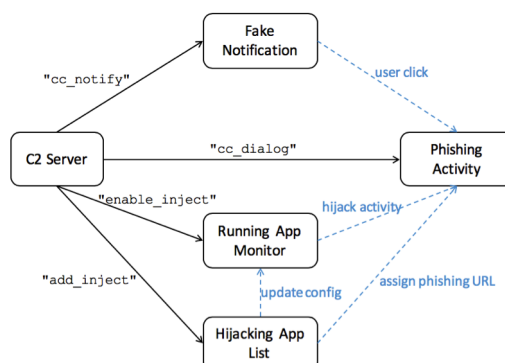 Fake
Notification
"cc_notify"
user click
C2 Server
"cc_dialog"
Phishing
Activity
"enable_inject"
hijack activity
Running App
Monitor
"add_inject"
update config
assign phishing URL
Hijacking App
List